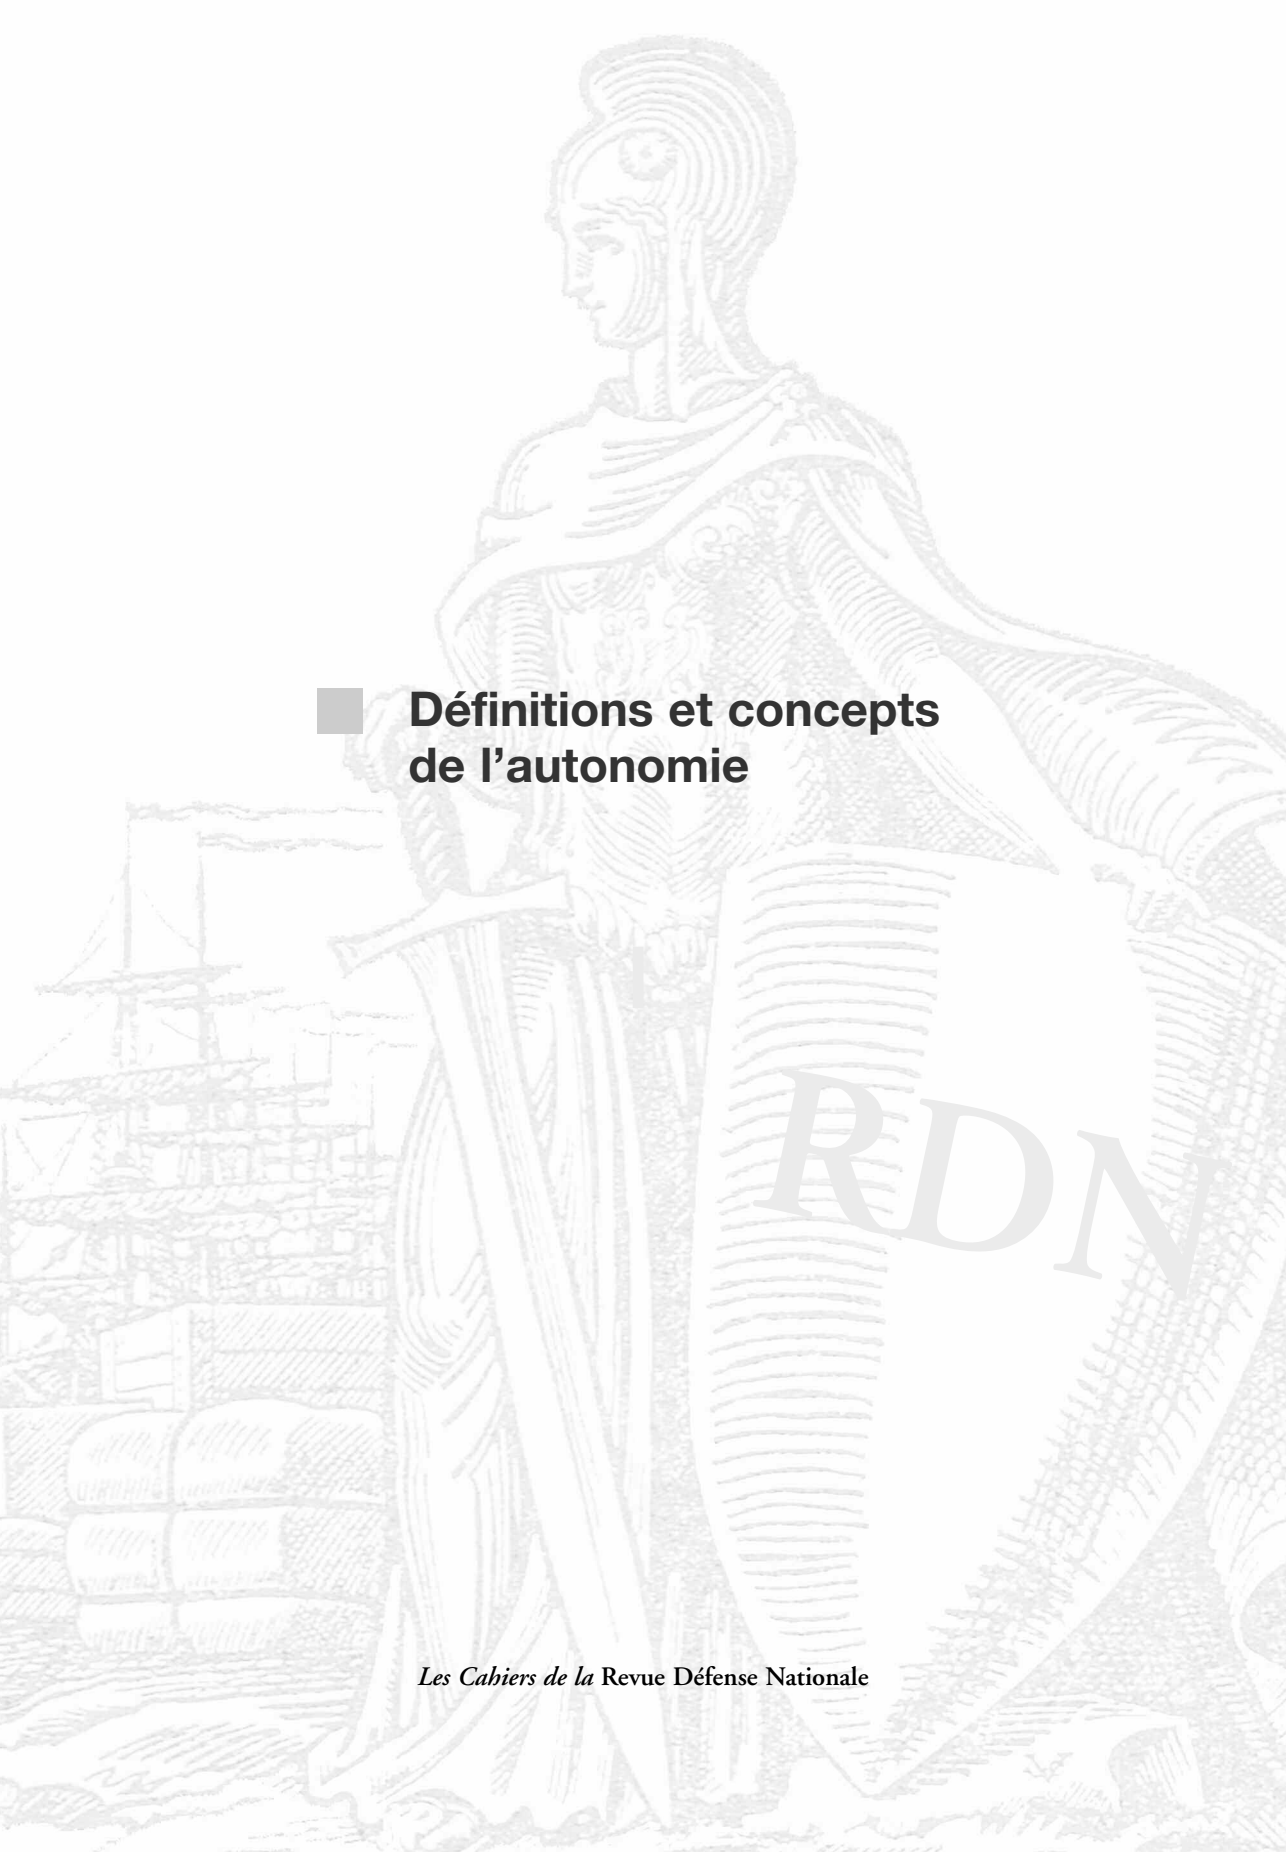 Définitions et concepts
de l’autonomie
RDN
Les Cahiers de la Revue Défense Nationale